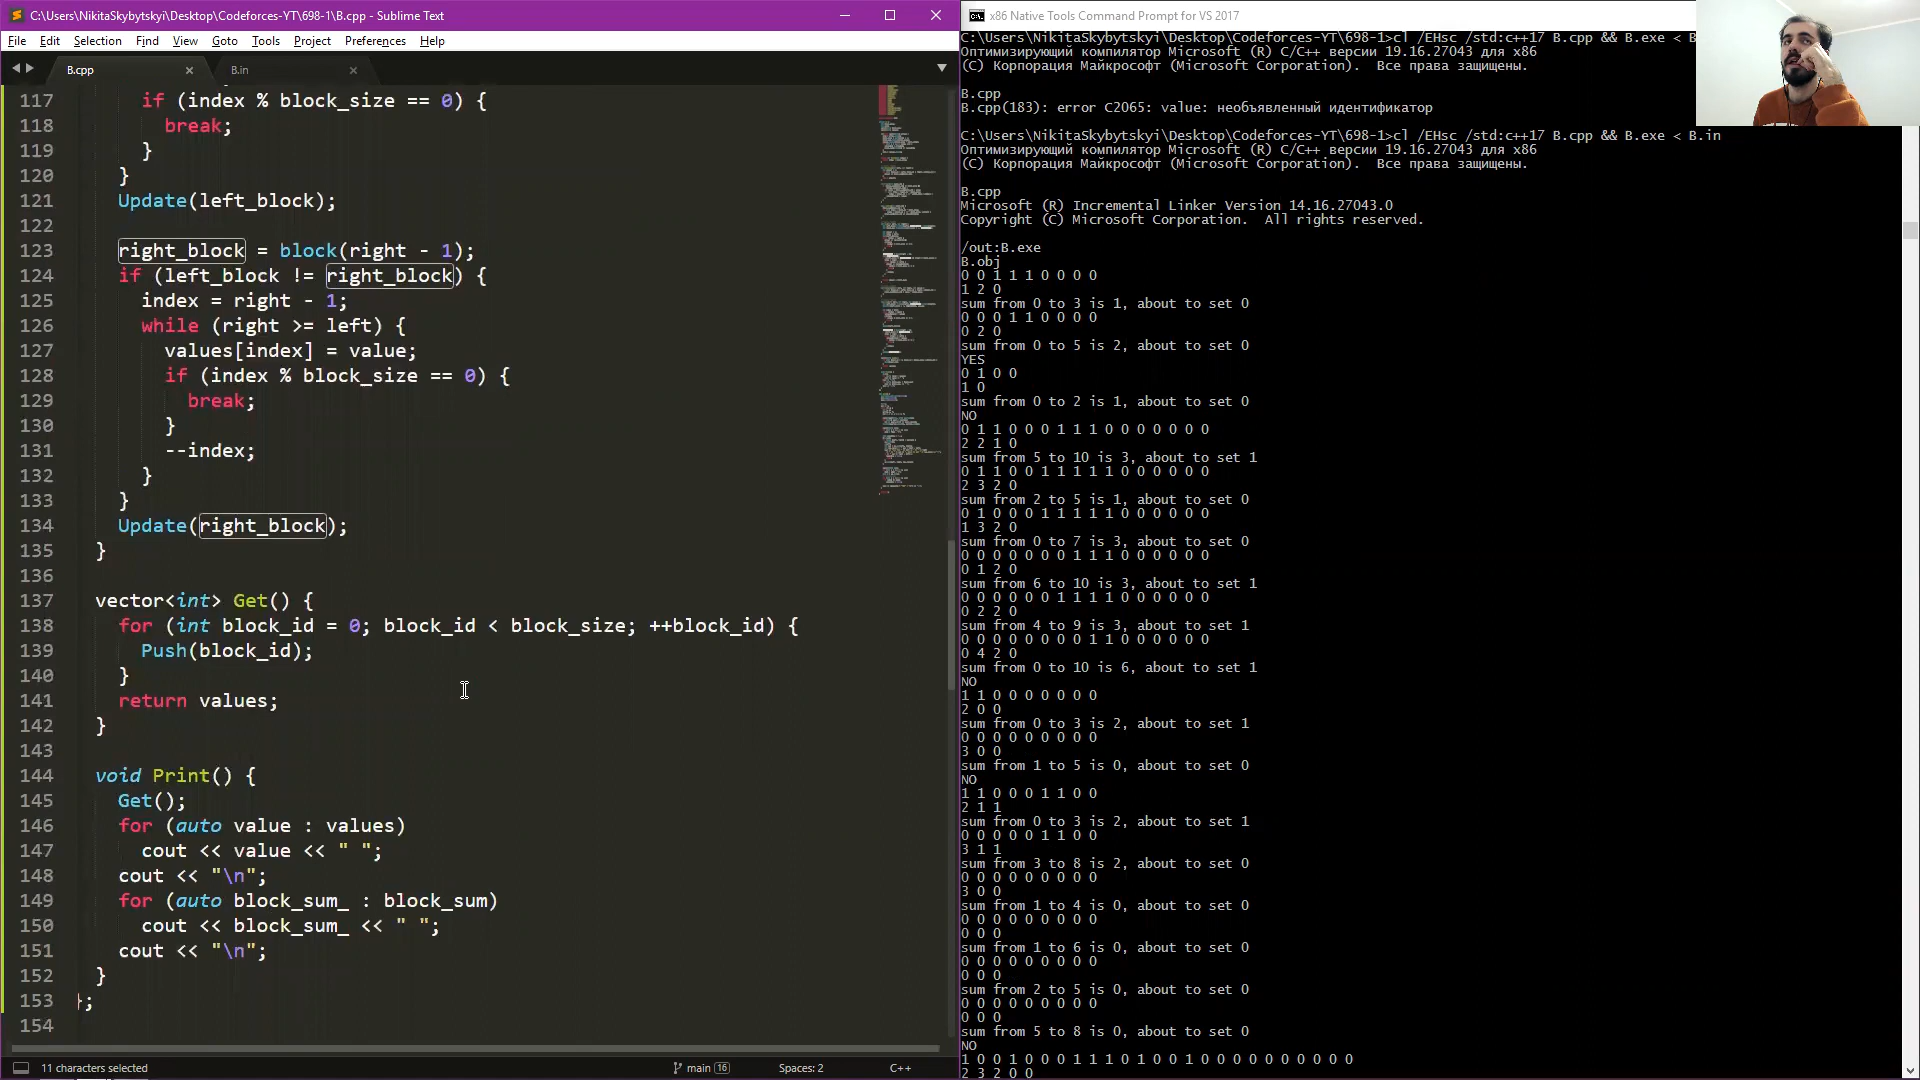 C:\Users\NikitaSkybytskyi\Desktop\Codeforces-YT\698-1\B.cpp - Sublime Text
File Edit Selection Find View Goto Tools Project Preferences Help
B.cpp
B.in
117 if (index % block_size == 0) {
118 break;
119 }
120 }
121 Update(left_block);
122
123 right_block = block(right - 1);
124 if (left_block != right_block) {
125 index = right - 1;
126 while (right >= left) {
127 values[index] = value;
128 if (index % block_size == 0) {
129 break;
130 }
131 --index;
132 }
133 }
134 Update(right_block);
135 }
136
137 vector<int> Get() {
138 for (int block_id = 0; block_id < block_size; ++block_id) {
139 Push(block_id);
140 }
141 return values;
142 }
143
144 void Print() {
145 Get();
146 for (auto value : values)
147 cout << value << " ";
148 cout << "\n";
149 for (auto block_sum_ : block_sum)
150 cout << block_sum_ << " ";
151 cout << "\n";
152 }
153 };
154
11 characters selected
main 16
Spaces: 2
C++
x86 Native Tools Command Prompt for VS 2017
C:\Users\NikitaSkybytskyi\Desktop\Codeforces-YT\698-1>cl /EHsc /std:c++17 B.cpp && B.exe < B
Оптимизирующий компилятор Microsoft (R) C/C++ версии 19.16.27043 для x86
(C) Корпорация Майкрософт (Microsoft Corporation). Все права защищены.
B.cpp
B.cpp(183): error C2065: value: необъявленный идентификатор
C:\Users\NikitaSkybytskyi\Desktop\Codeforces-YT\698-1>cl /EHsc /std:c++17 B.cpp && B.exe < B.in
Оптимизирующий компилятор Microsoft (R) C/C++ версии 19.16.27043 для x86
(C) Корпорация Майкрософт (Microsoft Corporation). Все права защищены.
B.cpp
Microsoft (R) Incremental Linker Version 14.16.27043.0
Copyright (C) Microsoft Corporation. All rights reserved.
/out:B.exe
B.obj
0 0 1 1 1 0 0 0 0
1 2 0
sum from 0 to 3 is 1, about to set 0
0 0 0 1 1 0 0 0 0
0 2 0
sum from 0 to 5 is 2, about to set 0
YES
0 1 0 0
1 0
sum from 0 to 2 is 1, about to set 0
NO
0 1 1 0 0 0 1 1 1 0 0 0 0 0 0 0
2 2 1 0
sum from 5 to 10 is 3, about to set 1
0 1 1 0 0 1 1 1 1 1 0 0 0 0 0 0
2 3 2 0
sum from 2 to 5 is 1, about to set 0
0 1 0 0 0 1 1 1 1 1 0 0 0 0 0 0
1 3 2 0
sum from 0 to 7 is 3, about to set 0
0 0 0 0 0 0 0 1 1 1 0 0 0 0 0 0
0 1 2 0
sum from 6 to 10 is 3, about to set 1
0 0 0 0 0 0 1 1 1 1 0 0 0 0 0 0
0 2 2 0
sum from 4 to 9 is 3, about to set 1
0 0 0 0 0 0 0 0 1 1 0 0 0 0 0 0
0 4 2 0
sum from 0 to 10 is 6, about to set 1
NO
1 1 0 0 0 0 0 0 0
2 0 0
sum from 0 to 3 is 2, about to set 1
0 0 0 0 0 0 0 0 0
3 0 0
sum from 1 to 5 is 0, about to set 0
NO
1 1 0 0 0 1 1 0 0
2 1 1
sum from 0 to 3 is 2, about to set 1
0 0 0 0 0 1 1 0 0
3 1 1
sum from 3 to 8 is 2, about to set 0
0 0 0 0 0 0 0 0 0
3 0 0
sum from 1 to 4 is 0, about to set 0
0 0 0 0 0 0 0 0 0
0 0 0
sum from 1 to 6 is 0, about to set 0
0 0 0 0 0 0 0 0 0
0 0 0
sum from 2 to 5 is 0, about to set 0
0 0 0 0 0 0 0 0 0
0 0 0
sum from 5 to 8 is 0, about to set 0
NO
1 0 0 1 0 0 0 1 1 1 0 1 0 0 1 0 0 0 0 0 0 0 0 0 0
2 3 2 0 0